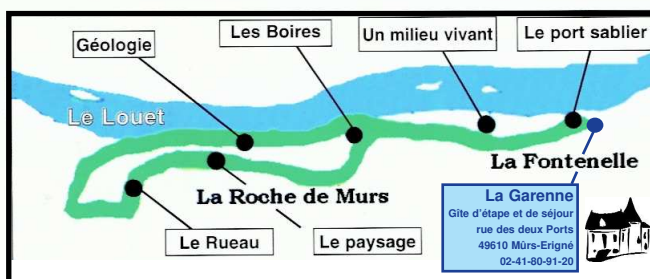 Les Boires
Un milieu vivant
Le port sablier
Géologie
Le Louet
La Fontenelle
La Roche de Murs
Le Rueau
Le paysage
La Garenne
Gîte d'étape et de séjour
rue des deux Ports
49610 Mûrs-Erigné
02-41-80-91-20